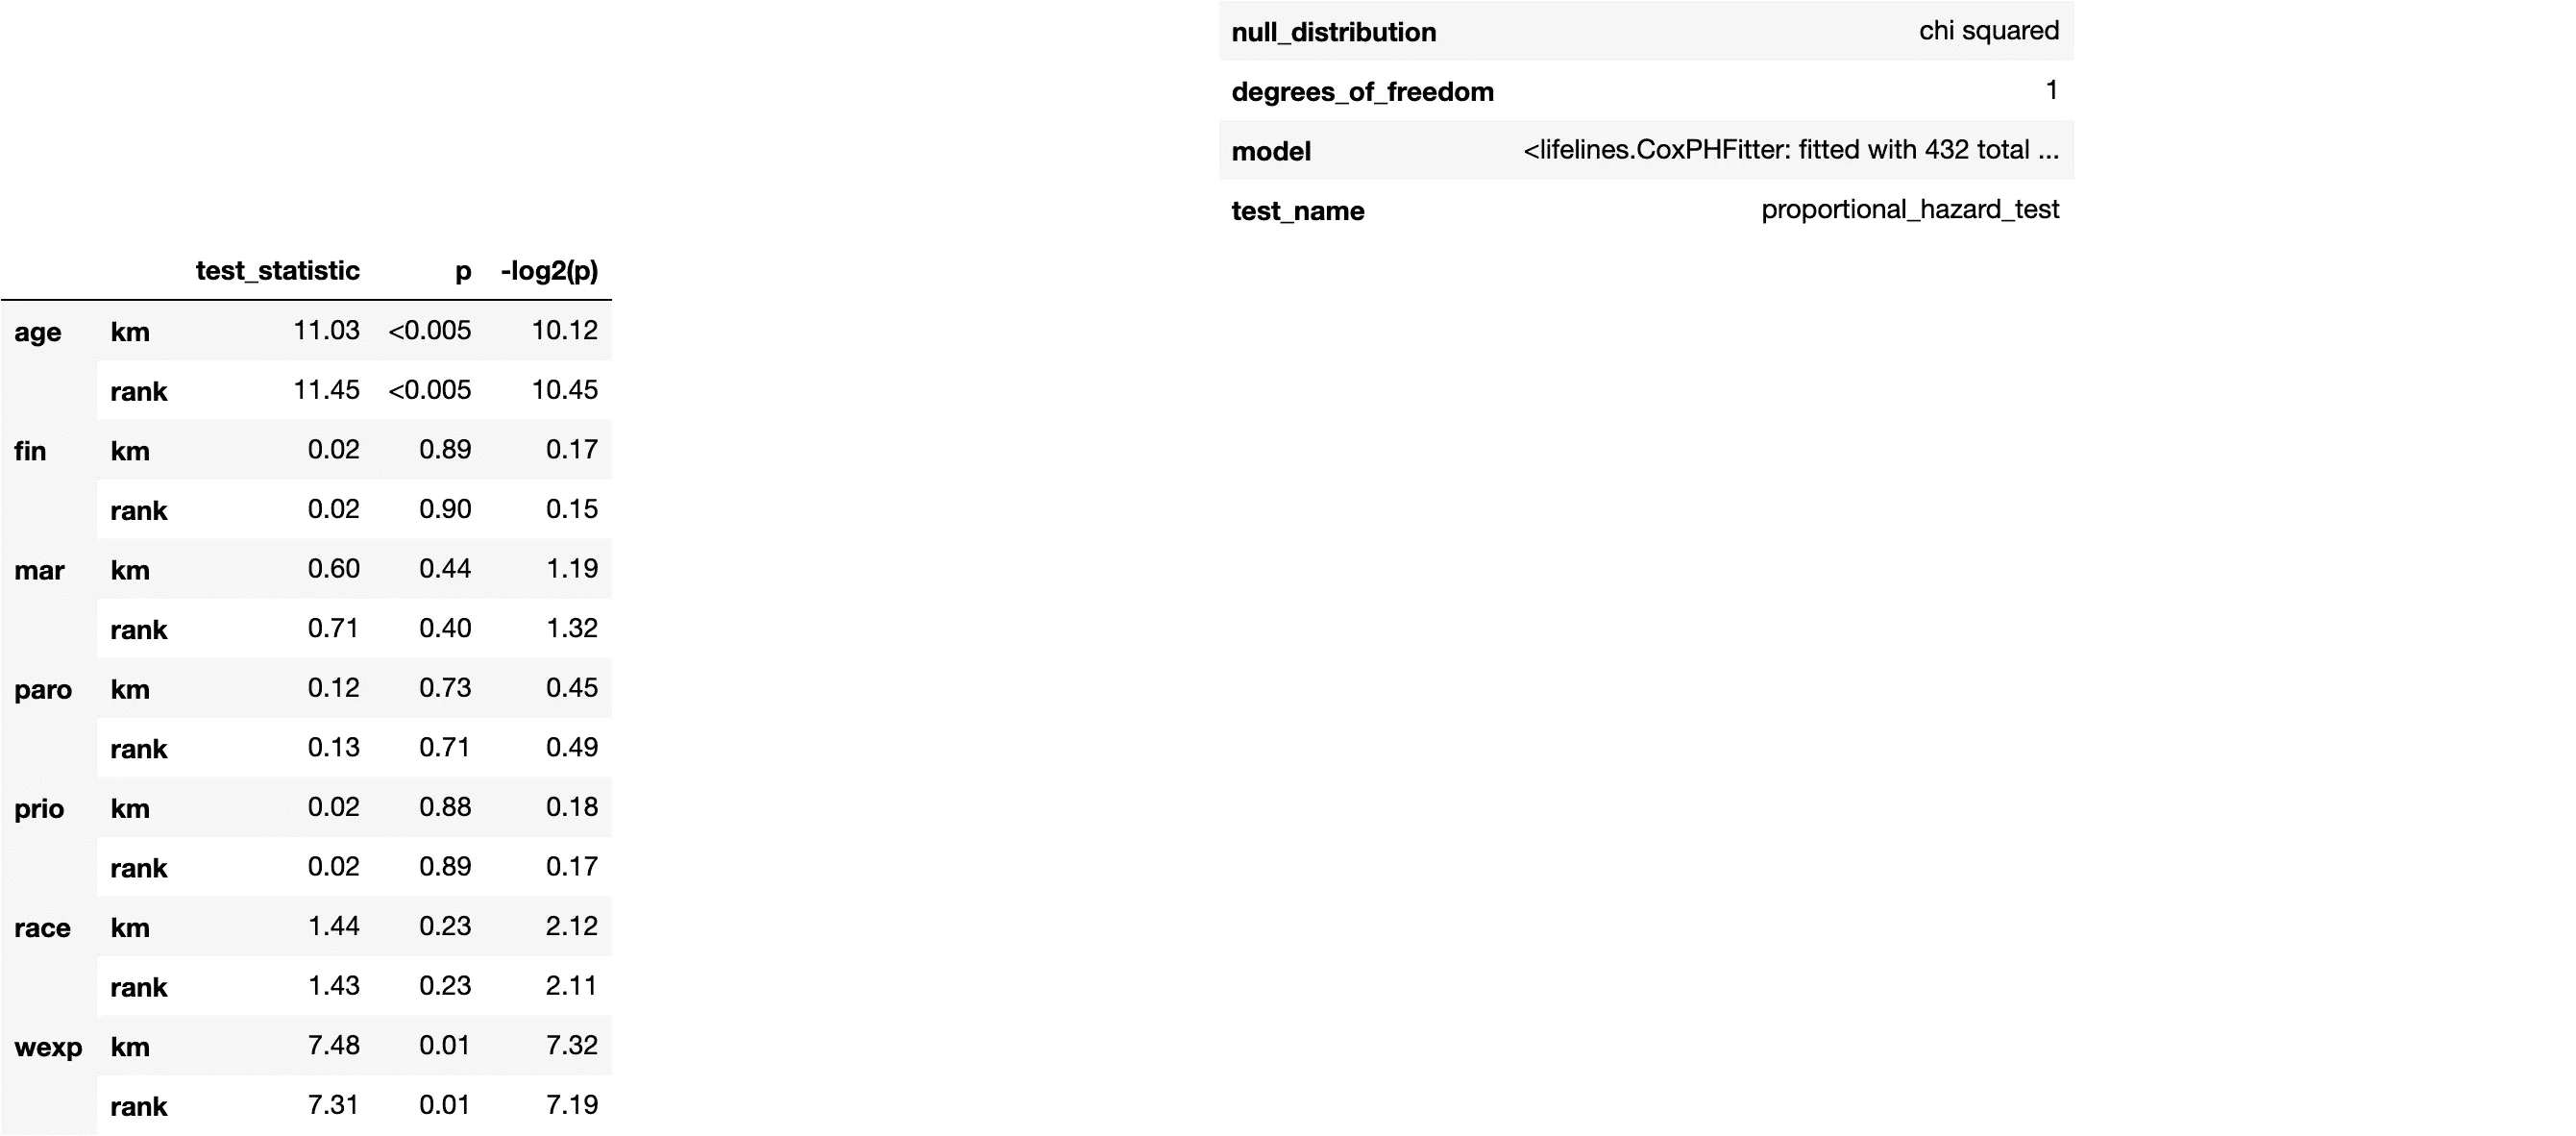 null_distribution chi squared
degrees_of_freedom 1
model <lifelines.CoxPHFitter: fitted with 432 total ...
test_name proportional_hazard_test
test_statistic p -log2(p)
age km 11.03 <0.005 10.12
rank 11.45 <0.005 10.45
fin km 0.02 0.89 0.17
rank 0.02 0.90 0.15
mar km 0.60 0.44 1.19
rank 0.71 0.40 1.32
paro km 0.12 0.73 0.45
rank 0.13 0.71 0.49
prio km 0.02 0.88 0.18
rank 0.02 0.89 0.17
race km 1.44 0.23 2.12
rank 1.43 0.23 2.11
wexp km 7.48 0.01 7.32
rank 7.31 0.01 7.19